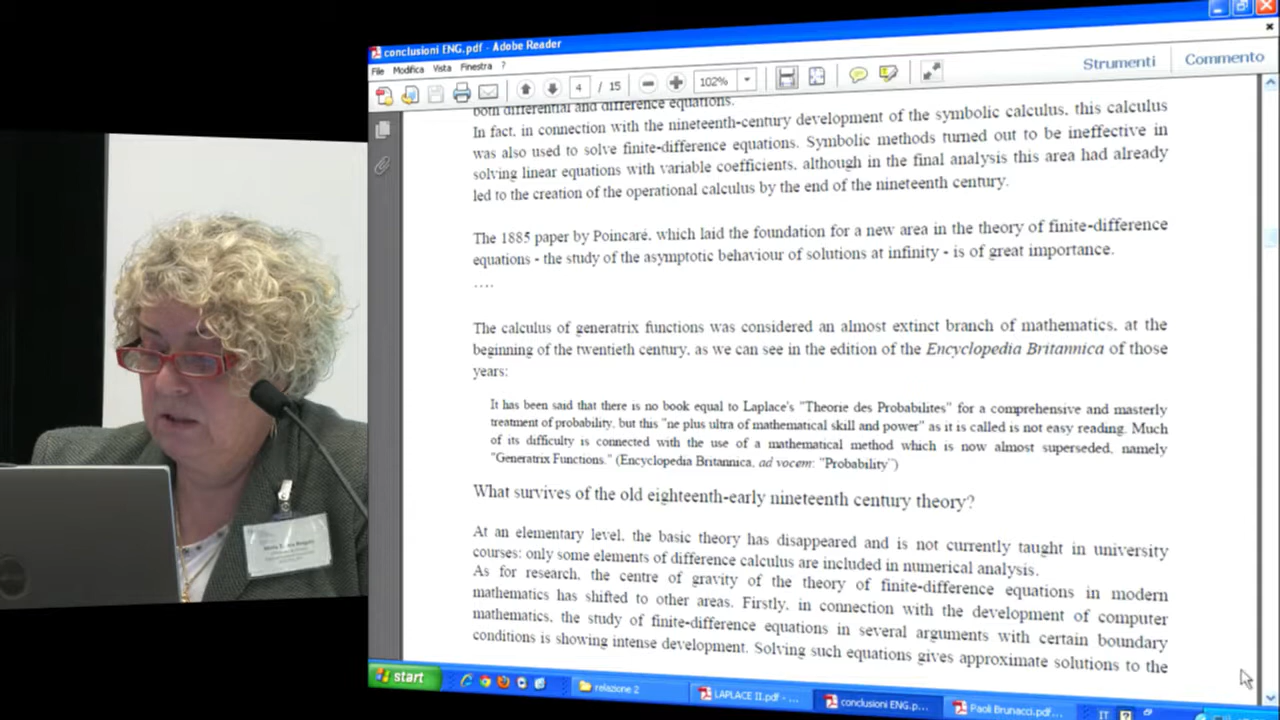 conclusioni ENG.pdf - Adobe Reader
File Modifica Vista Finestra ?
Strumenti Commento
4 / 15 102%
both differential and difference equations.
In fact, in connection with the nineteenth-century development of the symbolic calculus, this calculus
was also used to solve finite-difference equations. Symbolic methods turned out to be ineffective in
solving linear equations with variable coefficients, although in the final analysis this area had already
led to the creation of the operational calculus by the end of the nineteenth century.
The 1885 paper by Poincaré, which laid the foundation for a new area in the theory of finite-difference
equations - the study of the asymptotic behaviour of solutions at infinity - is of great importance.
....
The calculus of generatrix functions was considered an almost extinct branch of mathematics, at the
beginning of the twentieth century, as we can see in the edition of the Encyclopedia Britannica of those
years:
It has been said that there is no book equal to Laplace's "Theorie des Probabilites" for a comprehensive and masterly
treatment of probability, but this "ne plus ultra of mathematical skill and power" as it is called is not easy reading. Much
of its difficulty is connected with the use of a mathematical method which is now almost superseded, namely
"Generatrix Functions." (Encyclopedia Britannica, ad vocem: "Probability")
What survives of the old eighteenth-early nineteenth century theory?
At an elementary level, the basic theory has disappeared and is not currently taught in university
courses; only some elements of difference calculus are included in numerical analysis.
As for research, the centre of gravity of the theory of finite-difference equations in modern
mathematics has shifted to other areas. Firstly, in connection with the development of computer
mathematics, the study of finite-difference equations in several arguments with certain boundary
conditions is showing intense development. Solving such equations gives approximate solutions to the
start relazione 2 LAPLACE II.pdf - ... conclusioni ENG.p... Paoli Brunacci.pdf... IT